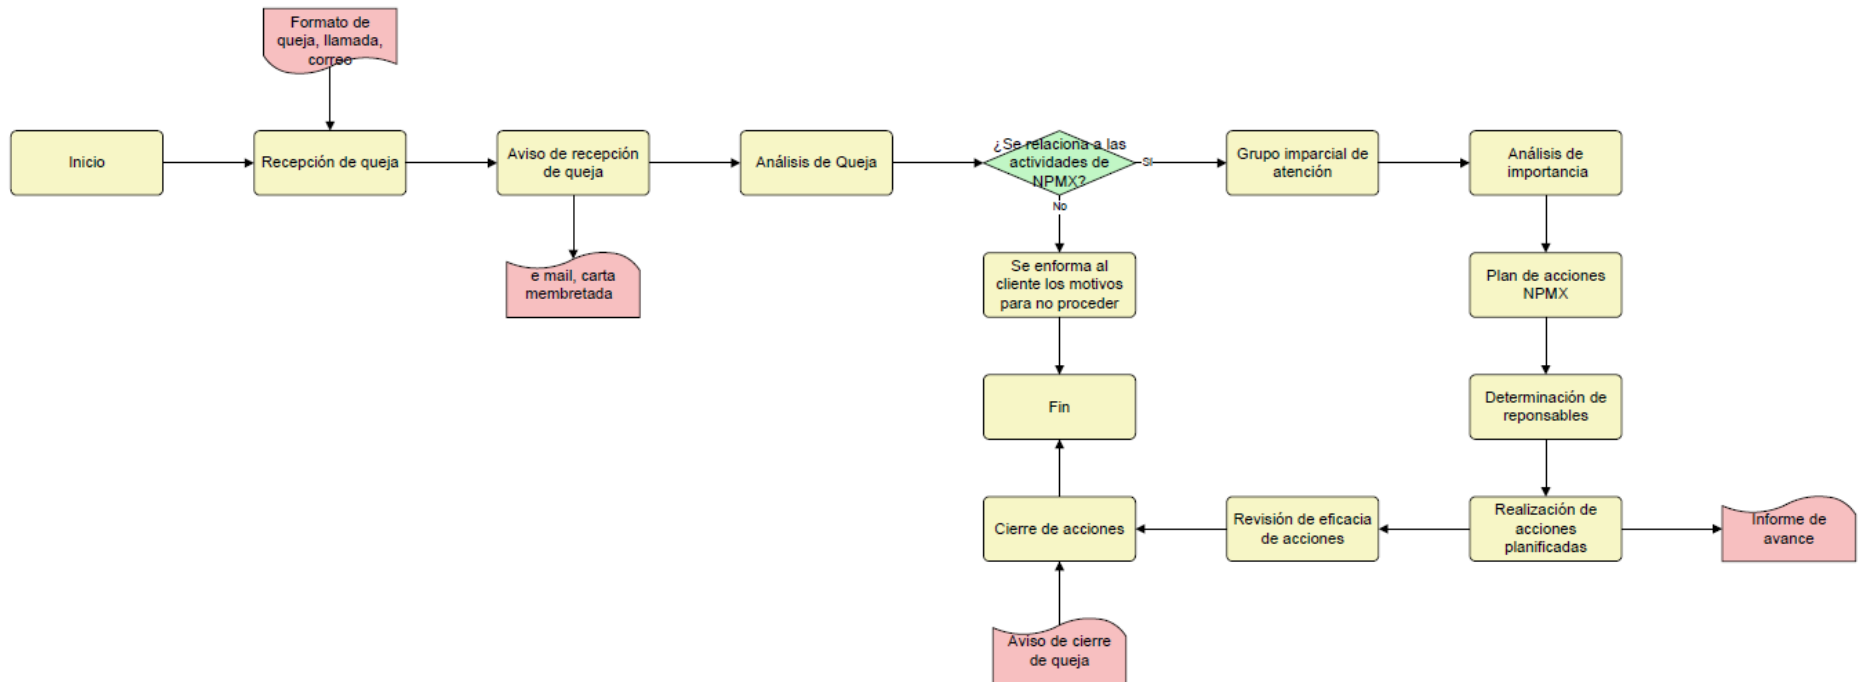 Formato de
queja, llamada,
correo
Inicio
Recepción de queja
Aviso de recepción
de queja
Análisis de Queja
¿Se relaciona a las
actividades de
NPMX?
SI
Grupo imparcial de
atención
Análisis de
importancia
No
e mail, carta
membretada
Se enforma al
cliente los motivos
para no proceder
Plan de acciones
NPMX
Fin
Determinación de
reponsables
Cierre de acciones
Revisión de eficacia
de acciones
Realización de
acciones
planificadas
Informe de
avance
Aviso de cierre
de queja